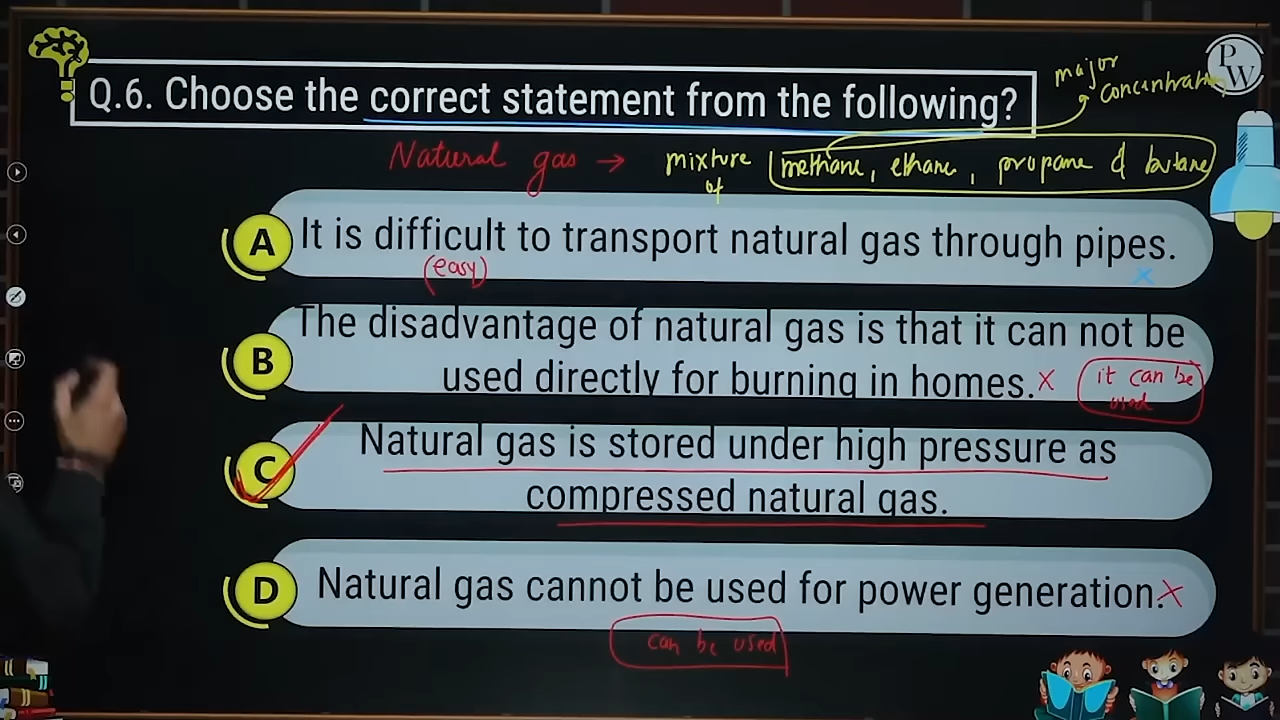 Q.6. Choose the correct statement from the following?
major
concentration
PW
Natural gas → mixture of methane, ethane, propane & butane
A It is difficult to transport natural gas through pipes.
(easy)
x
B The disadvantage of natural gas is that it can not be
used directly for burning in homes. x
it can be
used
C Natural gas is stored under high pressure as
compressed natural gas.
D Natural gas cannot be used for power generation. x
can be used